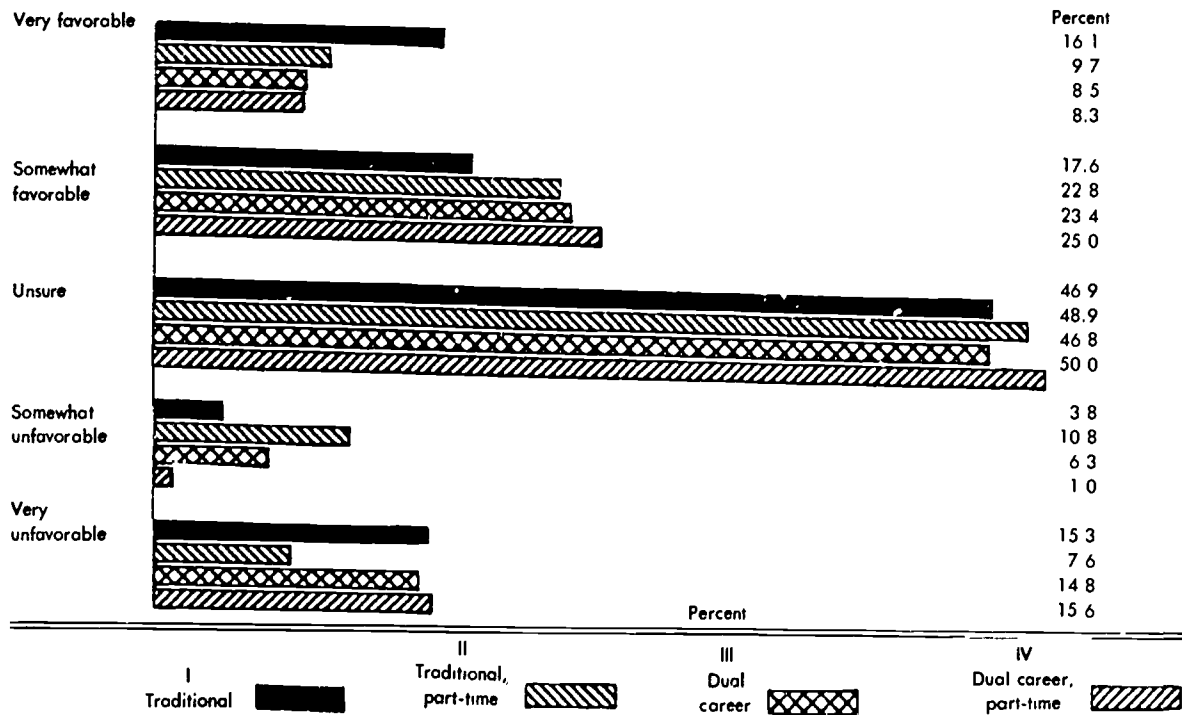 Very favorable
Percent
16 1
9 7
8 5
8.3
Somewhat
favorable
17.6
22 8
23 4
25 0
Unsure
46 9
48.9
46 8
50 0
Somewhat
unfavorable
3 8
10 8
6 3
1 0
Very
unfavorable
15 3
7 6
14 8
15 6
Percent
I
Traditional
II
Traditional,
part-time
III
Dual
career
IV
Dual career,
part-time